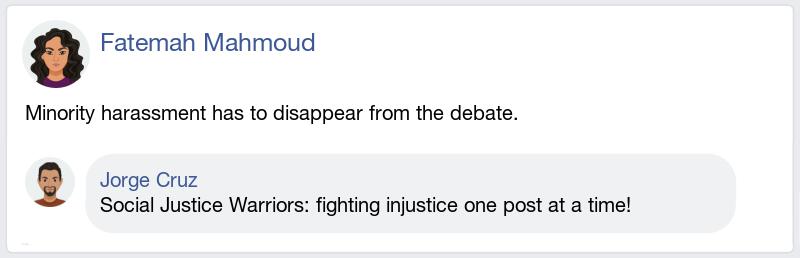 Fatemah Mahmoud
Minority harassment has to disappear from the debate.
Jorge Cruz
Social Justice Warriors: fighting injustice one post at a time!